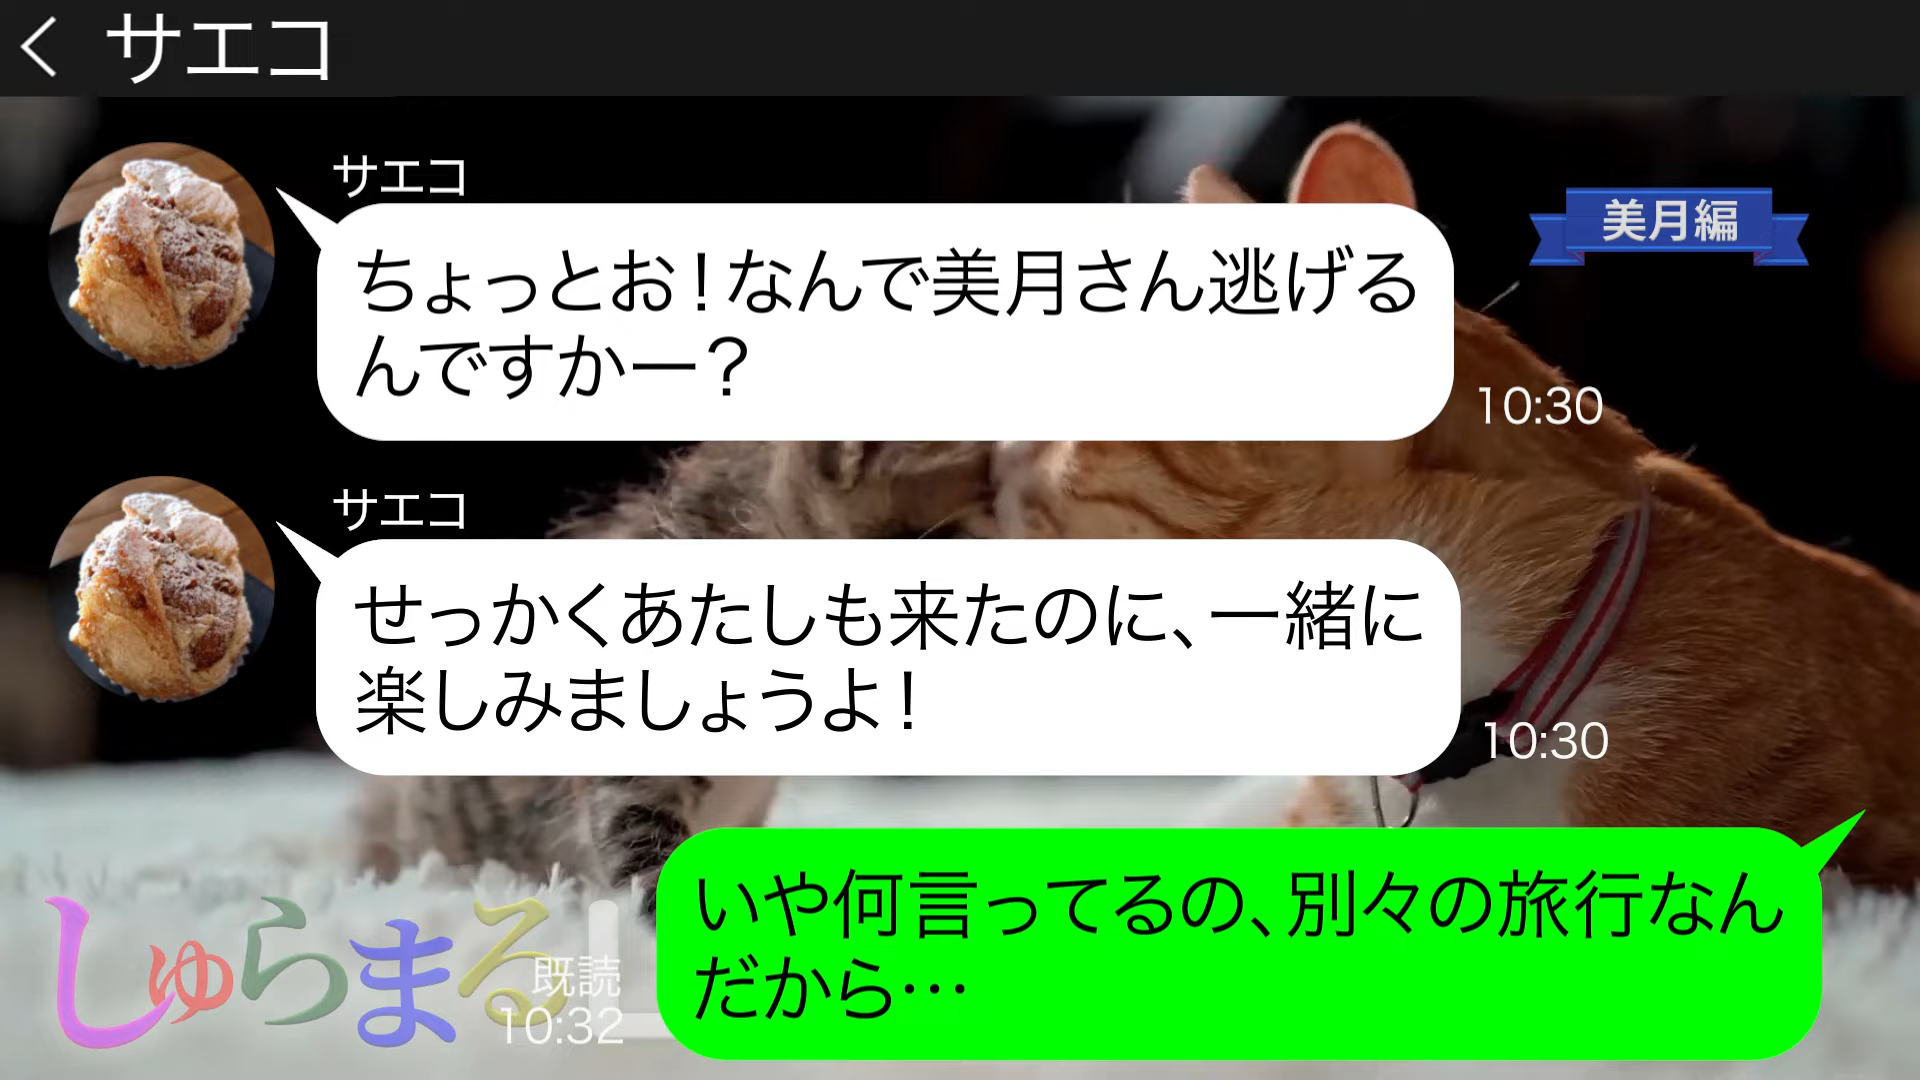 サエコ
サエコ
美月編
ちょっとお！なんで美月さん逃げる
んですかー？
10:30
サエコ
せっかくあたしも来たのに、一緒に
楽しみましょうよ！
10:30
いや何言ってるの、別々の旅行なん
だから…
既読
10:32
しゅらまる